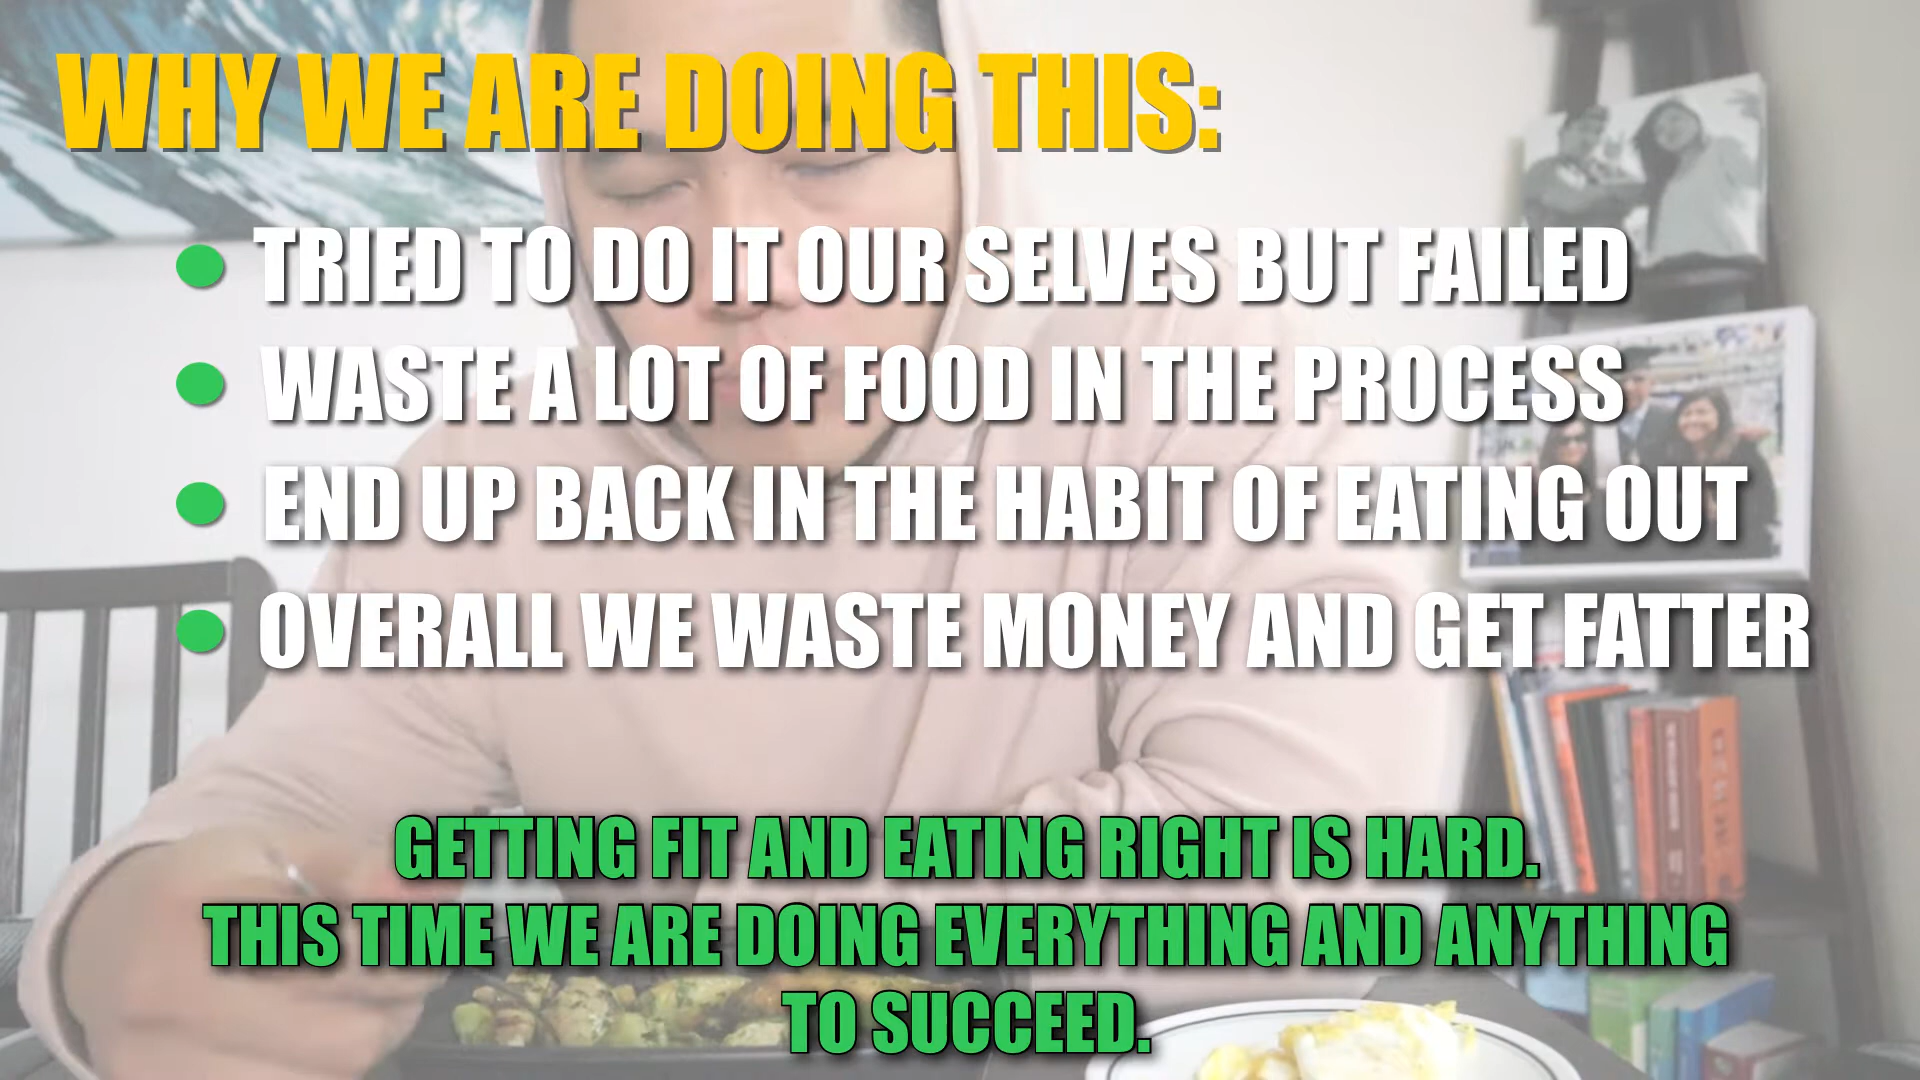 WHY WE ARE DOING THIS:
TRIED TO DO IT OUR SELVES BUT FAILED
WASTE A LOT OF FOOD IN THE PROCESS
END UP BACK IN THE HABIT OF EATING OUT
OVERALL WE WASTE MONEY AND GET FATTER
GETTING FIT AND EATING RIGHT IS HARD.
THIS TIME WE ARE DOING EVERYTHING AND ANYTHING
TO SUCCEED.